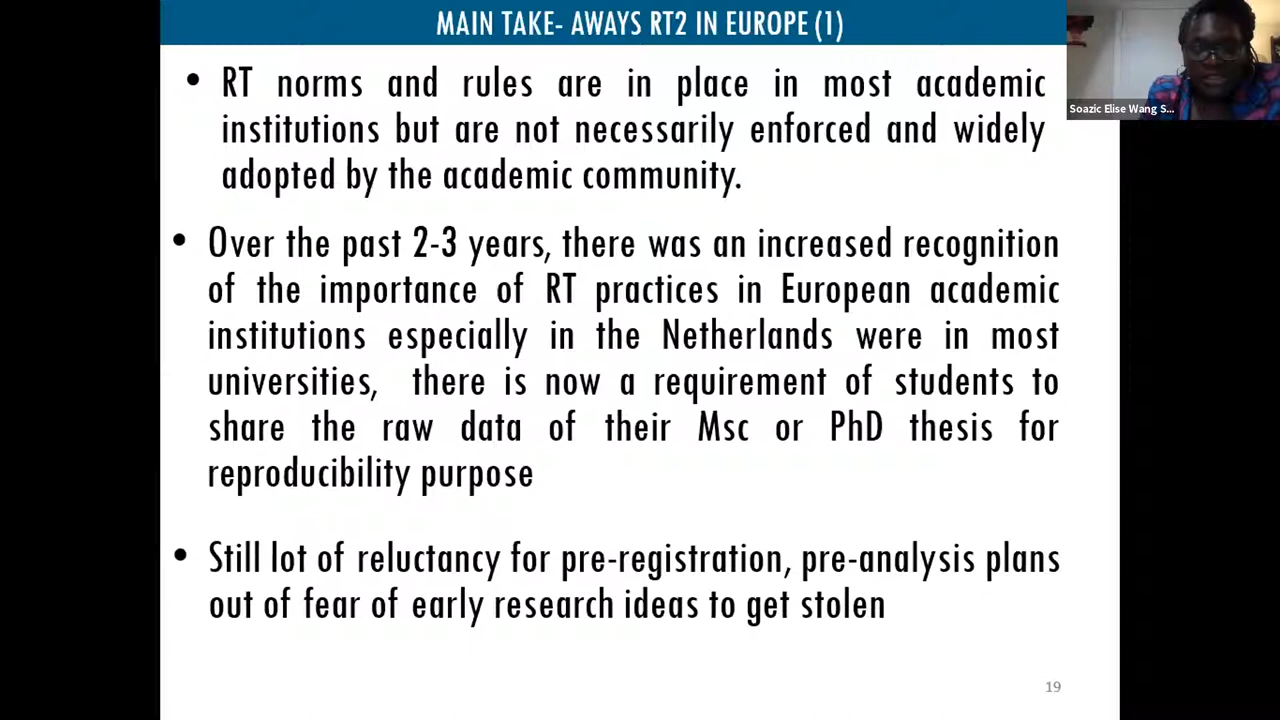 MAIN TAKE- AWAYS RT2 IN EUROPE (1)
• RT norms and rules are in place in most academic
institutions but are not necessarily enforced and widely
adopted by the academic community.
• Over the past 2-3 years, there was an increased recognition
of the importance of RT practices in European academic
institutions especially in the Netherlands were in most
universities, there is now a requirement of students to
share the raw data of their Msc or PhD thesis for
reproducibility purpose
• Still lot of reluctancy for pre-registration, pre-analysis plans
out of fear of early research ideas to get stolen
19
Soazic Elise Wang S...